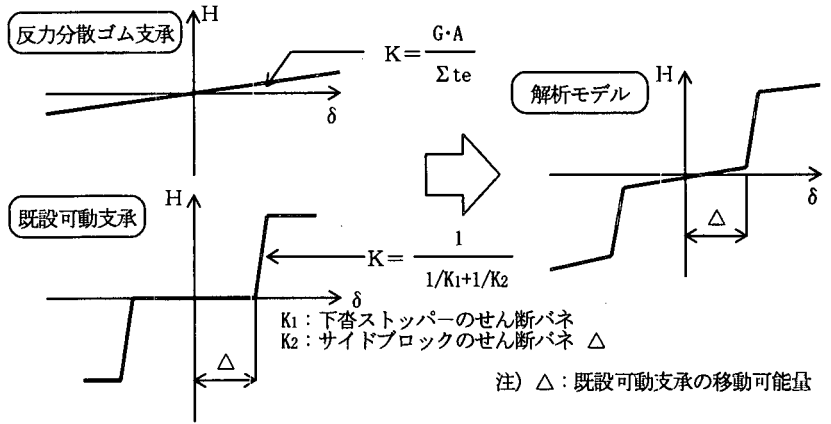 反力分散ゴム支承
H
δ
K=G·A/Σte
解析モデル
H
δ
△
既設可動支承
H
δ
△
K=1/(1/K1+1/K2)
K1：下沓ストッパーのせん断バネ
K2：サイドブロックのせん断バネ △
注）△：既設可動支承の移動可能量